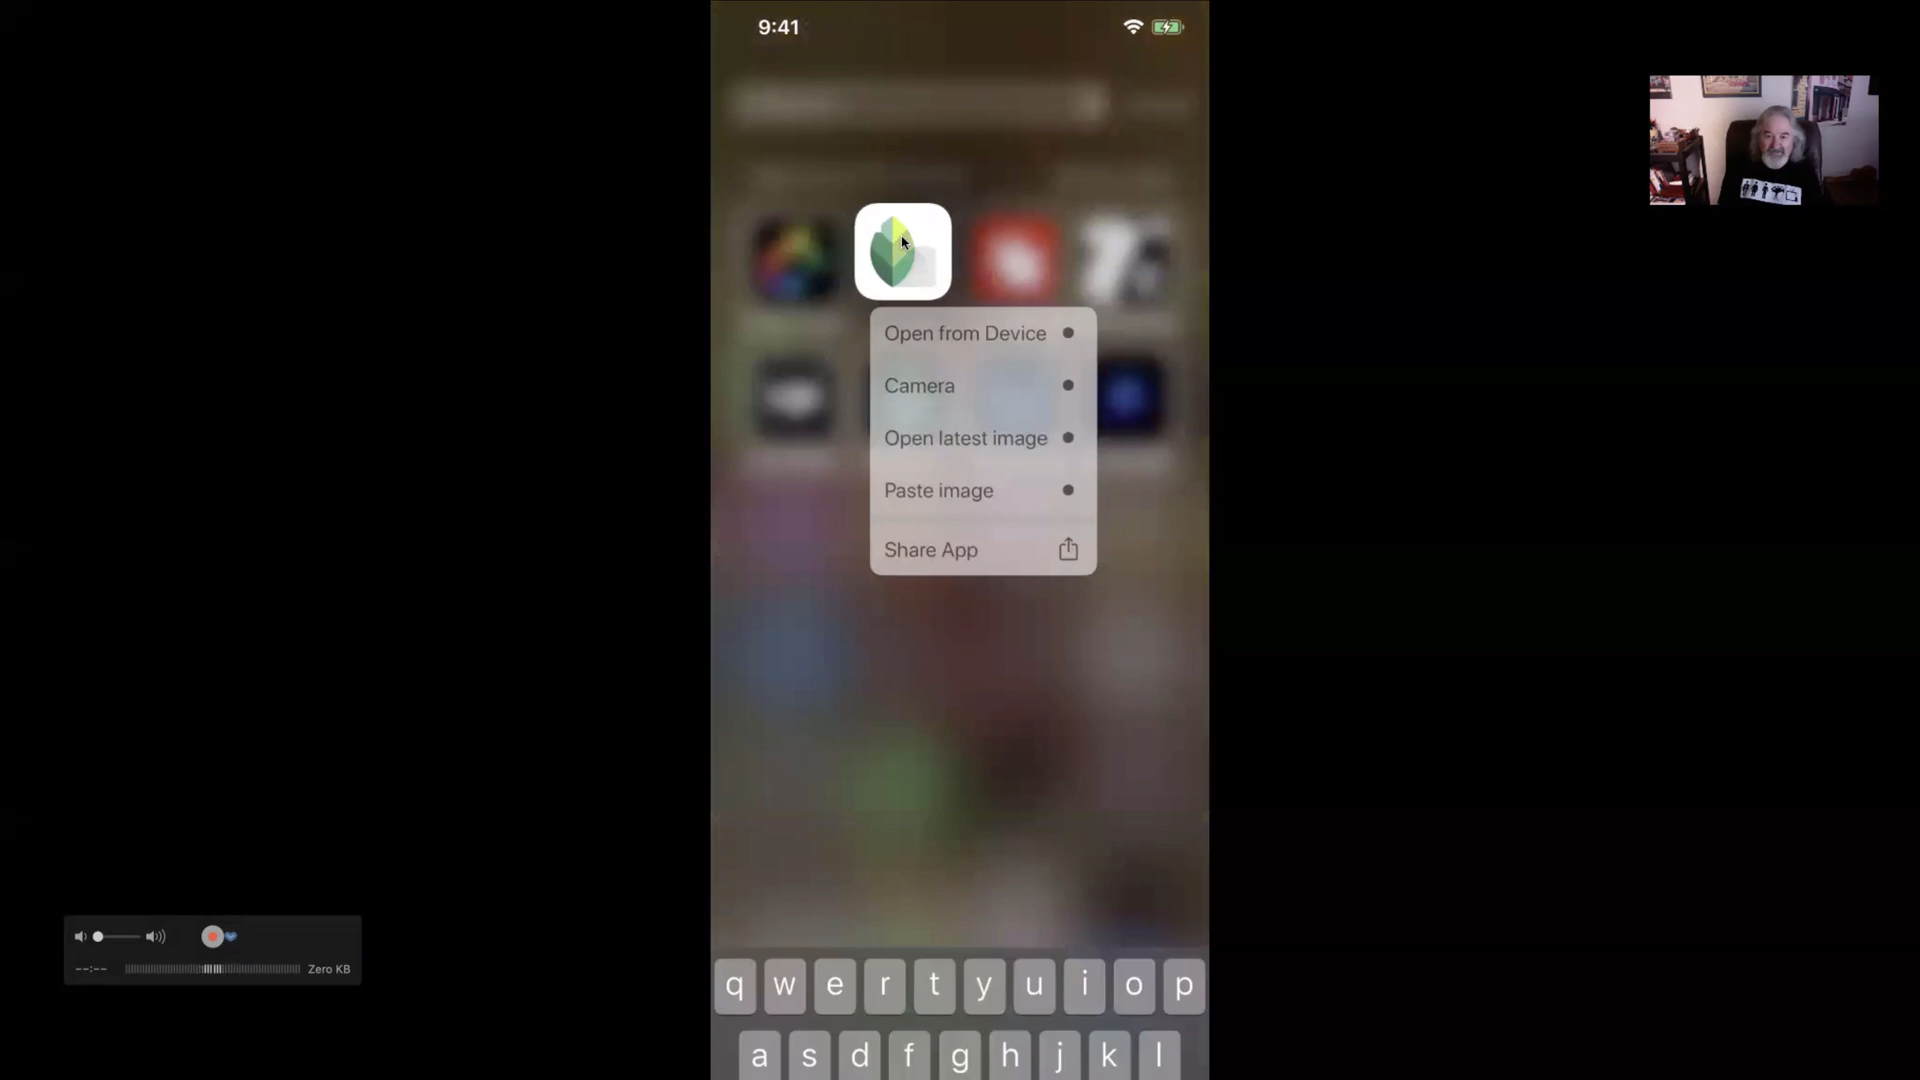 9:41
Open from Device
Camera
Open latest image
Paste image
Share App
--:--
Zero KB
q w e r t y u i o p
a s d f g h j k l